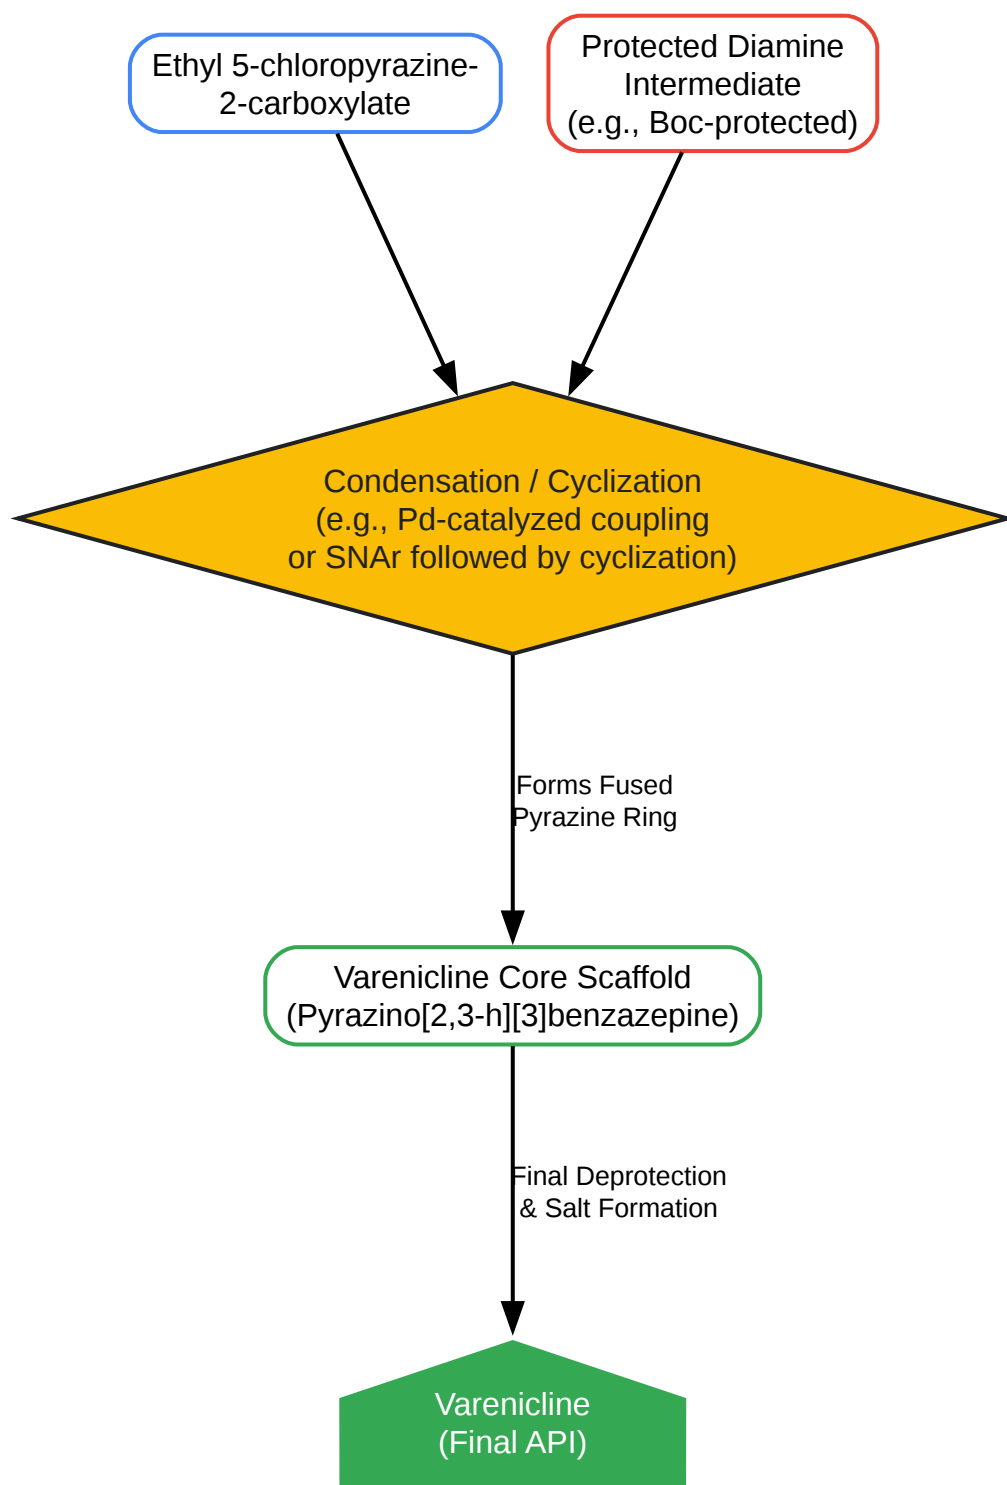 Ethyl 5-chloropyrazine-
2-carboxylate
Protected Diamine
Intermediate
(e.g., Boc-protected)
Condensation / Cyclization
(e.g., Pd-catalyzed coupling
or SNAr followed by cyclization)
Forms Fused
Pyrazine Ring
Varenicline Core Scaffold
(Pyrazino[2,3-h][3]benzazepine)
Final Deprotection
& Salt Formation
Varenicline
(Final API)